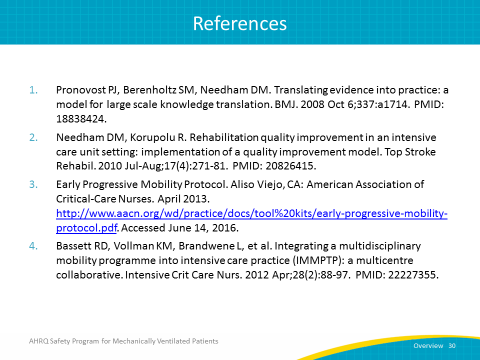 References
1. Pronovost PJ, Berenholtz SM, Needham DM. Translating evidence into practice: a
model for large scale knowledge translation. BMJ. 2008 Oct 6;337:a1714. PMID:
18838424.
2. Needham DM, Korupolu R. Rehabilitation quality improvement in an intensive
care unit setting: implementation of a quality improvement model. Top Stroke
Rehabil. 2010 Jul-Aug;17(4):271-81. PMID: 20826415.
3. Early Progressive Mobility Protocol. Aliso Viejo, CA: American Association of
Critical-Care Nurses. April 2013.
http://www.aacn.org/wd/practice/docs/tool%20kits/early-progressive-mobility-
protocol.pdf. Accessed June 14, 2016.
4. Bassett RD, Vollman KM, Brandwene L, et al. Integrating a multidisciplinary
mobility programme into intensive care practice (IMMPTP): a multicentre
collaborative. Intensive Crit Care Nurs. 2012 Apr;28(2):88-97. PMID: 22227355.
AHRQ Safety Program for Mechanically Ventilated Patients
Overview 30